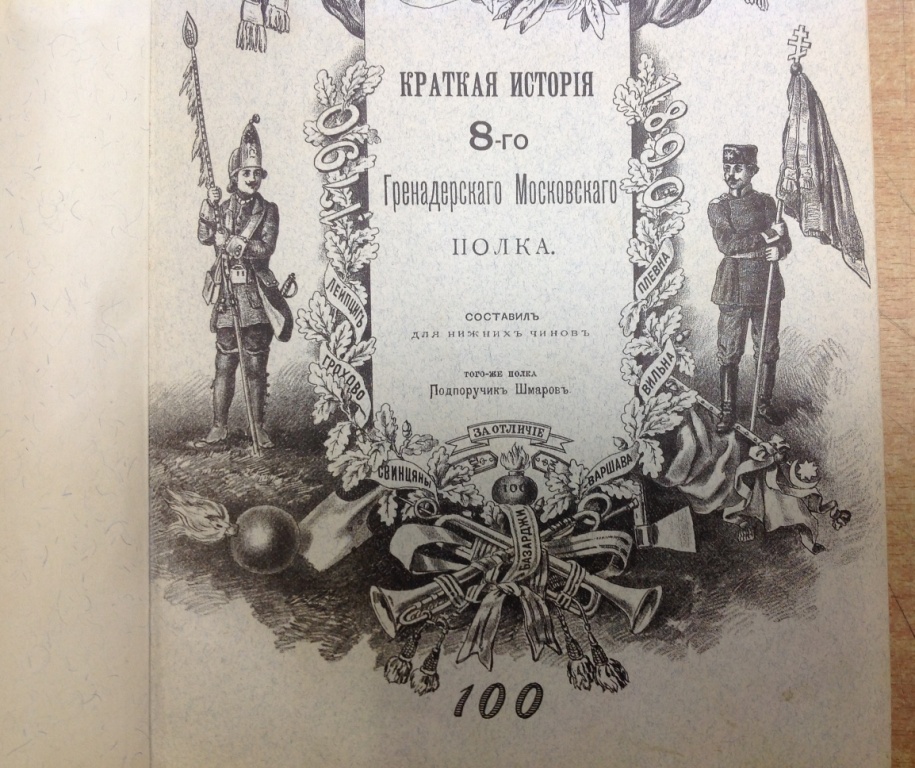 КРАТКАЯ ИСТОРІЯ
8-го
Гренадерскаго Московскаго
ПОЛКА.
СОСТАВИЛЪ
ДЛЯ НИЖНИХЪ ЧИНОВЪ
ТОГО-ЖЕ ПОЛКА
Подпоручикъ Шмаровъ
1790
1890
ЛЕЙПЦИГЪ
ПЛЕВНА
ГРОХОВО
ВИЛЬНА
ЗА ОТЛИЧІЕ
СВИНЦЯНЫ
100
ВАРШАВА
БАЗАРДЖИ
100